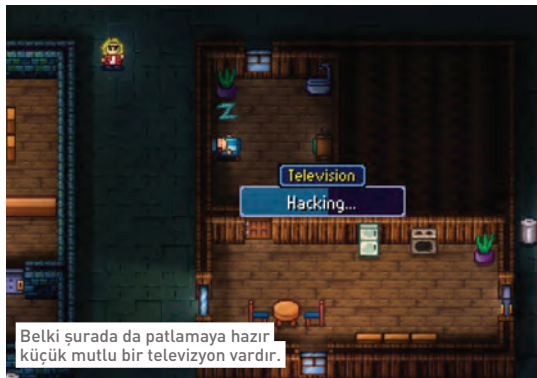 Z
Television
Hacking...
Belki şurada da patlamaya hazır
küçük mutlu bir televizyon vardır.